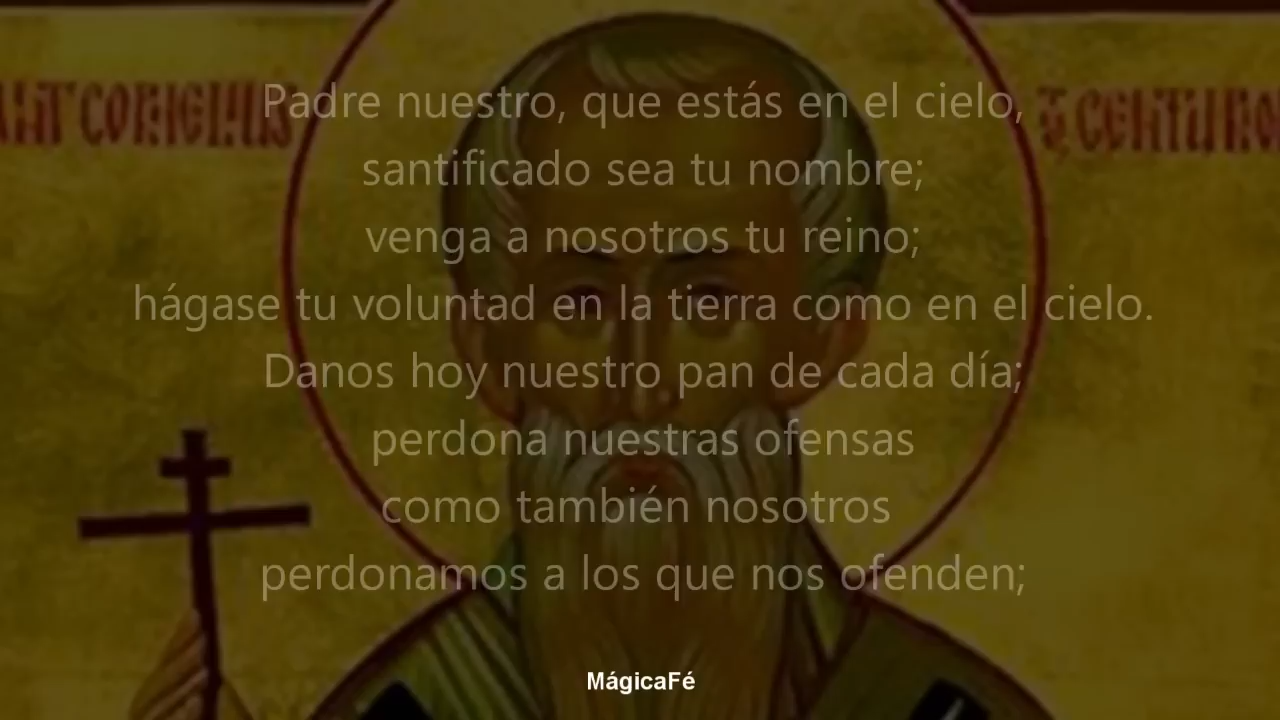 Padre nuestro, que estás en el cielo,
santificado sea tu nombre;
venga a nosotros tu reino;
hágase tu voluntad en la tierra como en el cielo.
Danos hoy nuestro pan de cada día;
perdona nuestras ofensas
como también nosotros
perdonamos a los que nos ofenden;
MágicaFé